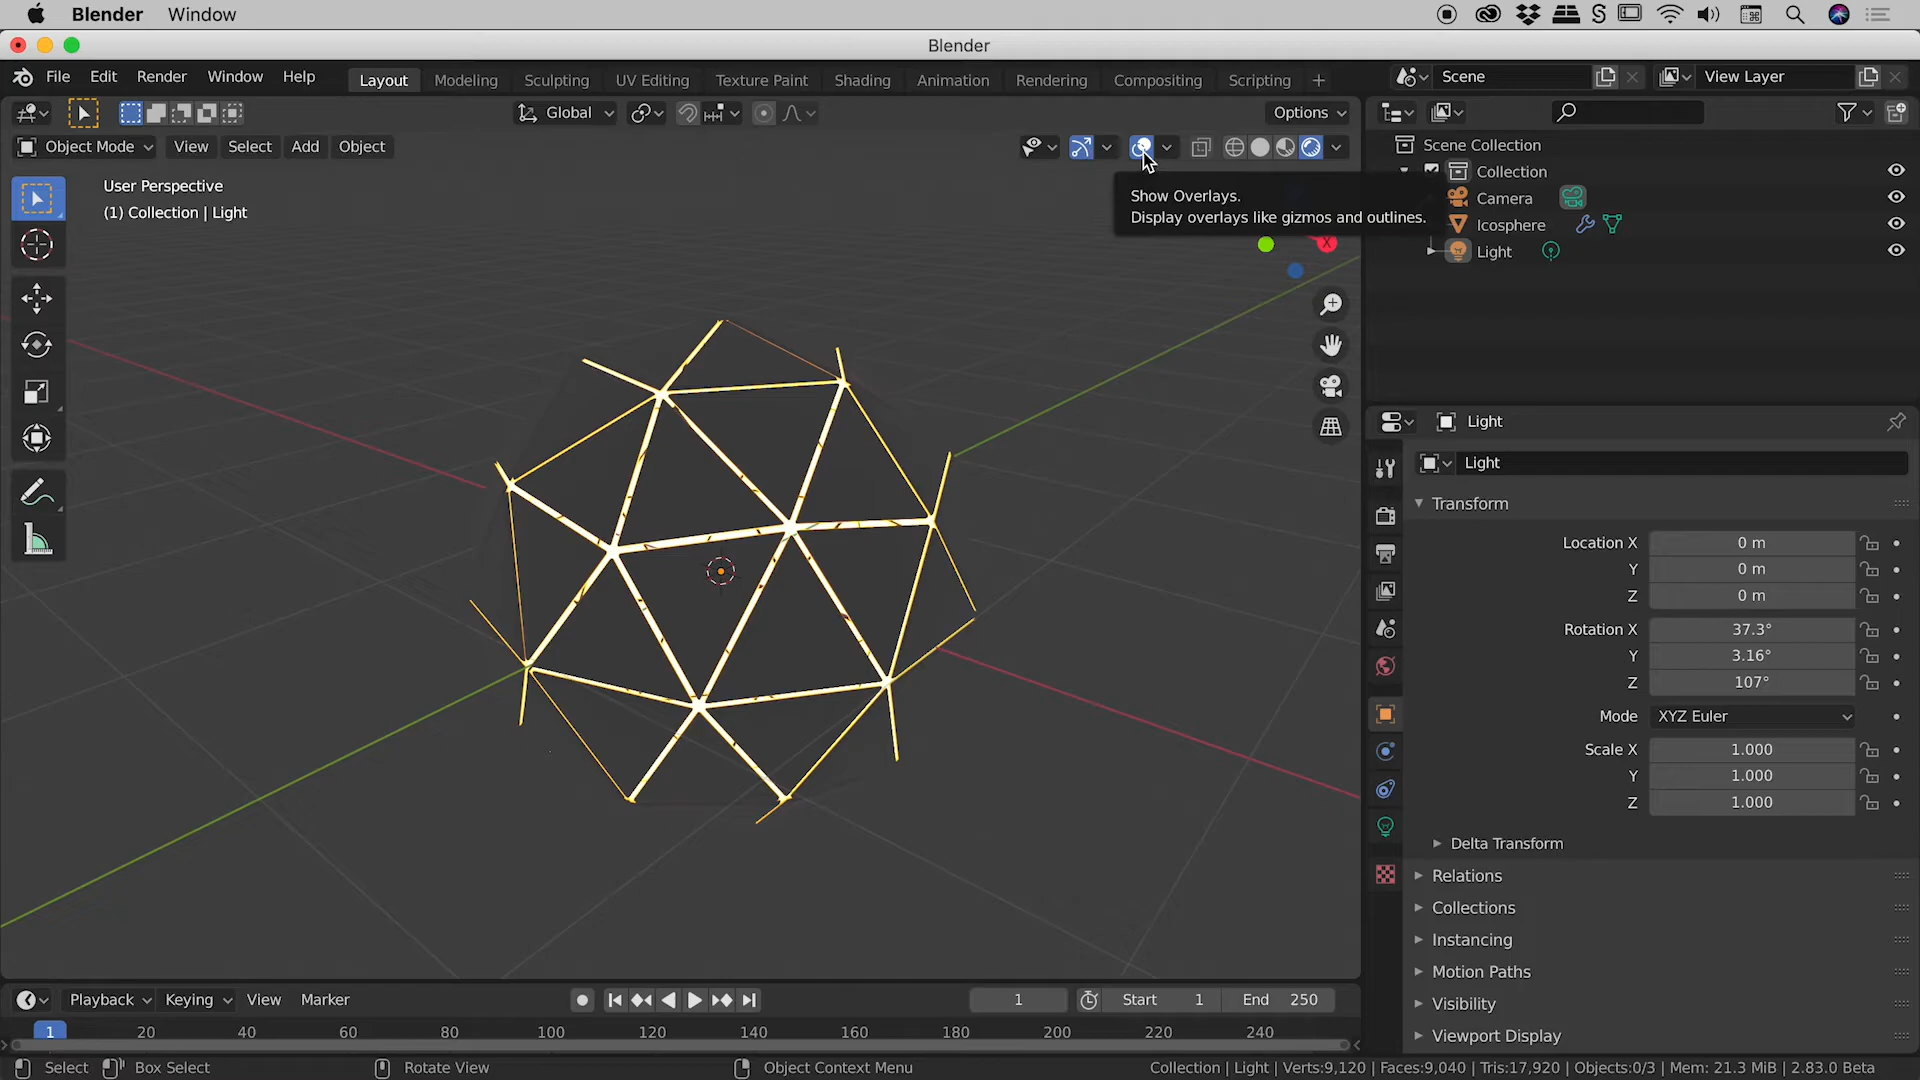 Blender Window
Blender
File Edit Render Window Help
Layout Modeling Sculpting UV Editing Texture Paint Shading Animation Rendering Compositing Scripting +
Scene
View Layer
Global
Options
Object Mode View Select Add Object
User Perspective
(1) Collection | Light
Show Overlays.
Display overlays like gizmos and outlines.
X
Scene Collection
Collection
Camera
Icosphere
Light
Light
Light
Transform
Location X 0 m
Y 0 m
Z 0 m
Rotation X 37.3°
Y 3.16°
Z 107°
Mode XYZ Euler
Scale X 1.000
Y 1.000
Z 1.000
Delta Transform
Relations
Collections
Instancing
Motion Paths
Visibility
Viewport Display
Playback Keying View Marker
1
Start 1 End 250
1 20 40 60 80 100 120 140 160 180 200 220 240
Select Box Select Rotate View Object Context Menu
Collection | Light | Verts:9,120 | Faces:9,040 | Tris:17,920 | Objects:0/3 | Mem: 21.3 MiB | 2.83.0 Beta